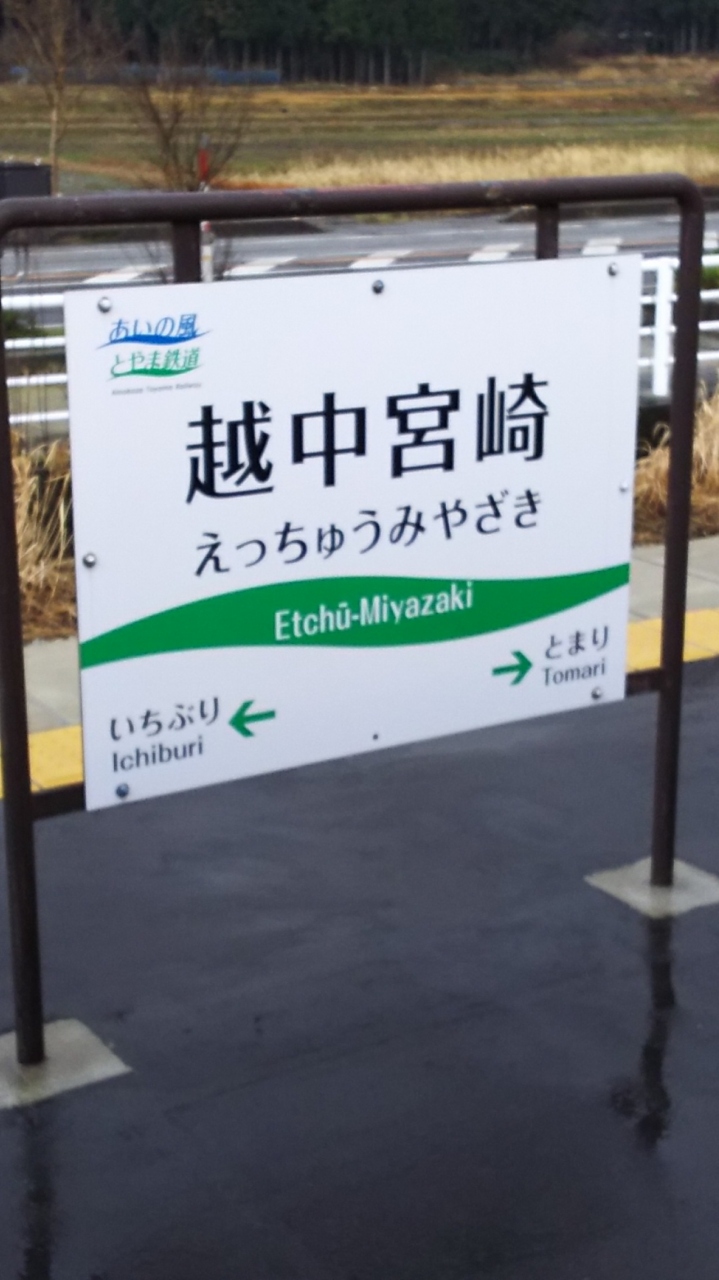 あいの風
とやま鉄道
越中宮崎
えっちゅうみやざき
Etchū-Miyazaki
とまり
Tomari
いちぶり
Ichiburi